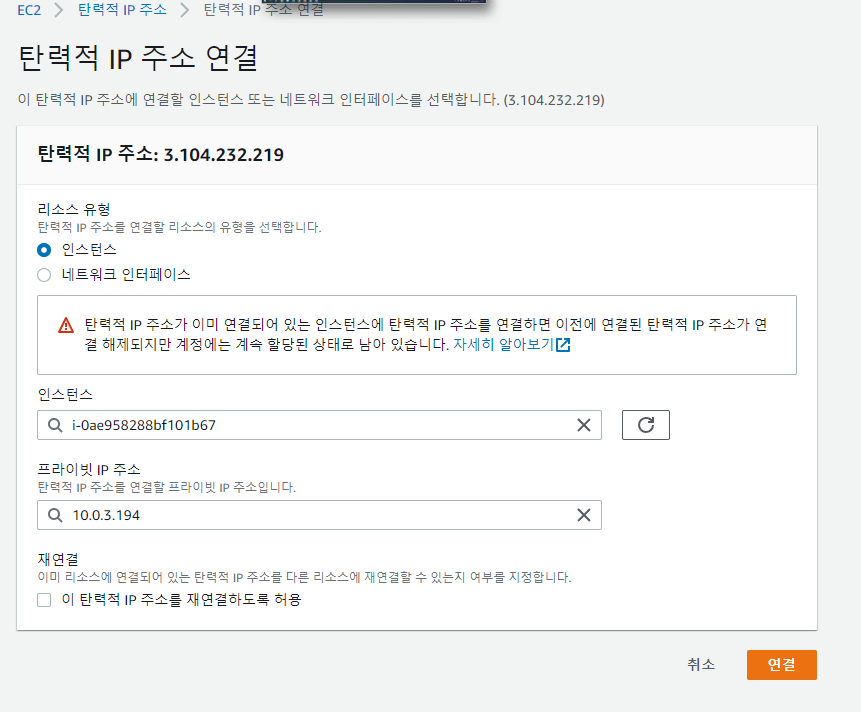 EC2 > 탄력적 IP 주소 > 탄력적 IP 주소 연결
탄력적 IP 주소 연결
이 탄력적 IP 주소에 연결할 인스턴스 또는 네트워크 인터페이스를 선택합니다. (3.104.232.219)
탄력적 IP 주소: 3.104.232.219
리소스 유형
탄력적 IP 주소를 연결할 리소스의 유형을 선택합니다.
인스턴스
네트워크 인터페이스
탄력적 IP 주소가 이미 연결되어 있는 인스턴스에 탄력적 IP 주소를 연결하면 이전에 연결된 탄력적 IP 주소가 연
결 해제되지만 계정에는 계속 할당된 상태로 남아 있습니다. 자세히 알아보기
인스턴스
i-0ae958288bf101b67
프라이빗 IP 주소
탄력적 IP 주소를 연결할 프라이빗 IP 주소입니다.
10.0.3.194
재연결
이미 리소스에 연결되어 있는 탄력적 IP 주소를 다른 리소스에 재연결할 수 있는지 여부를 지정합니다.
이 탄력적 IP 주소를 재연결하도록 허용
취소
연결